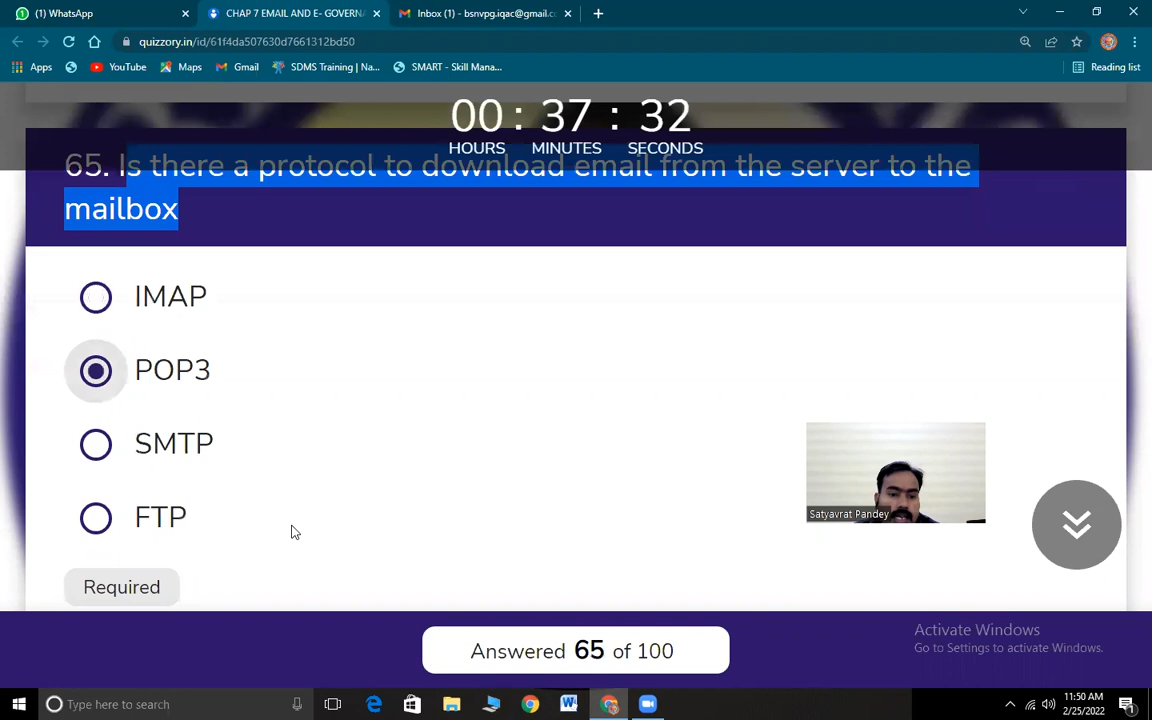 (1) WhatsApp
CHAP 7 EMAIL AND E- GOVERNA
Inbox (1) - bsnvpg.iqac@gmail.co
quizzory.in/id/61f4da507630d7661312bd50
Apps
YouTube
Maps
Gmail
SDMS Training | Na...
SMART - Skill Mana...
Reading list
00 : 37 : 32
HOURS MINUTES SECONDS
65. Is there a protocol to download email from the server to the
mailbox
IMAP
POP3
SMTP
FTP
Satyavrat Pandey
Required
Answered 65 of 100
Activate Windows
Go to Settings to activate Windows.
Type here to search
11:50 AM
2/25/2022
1